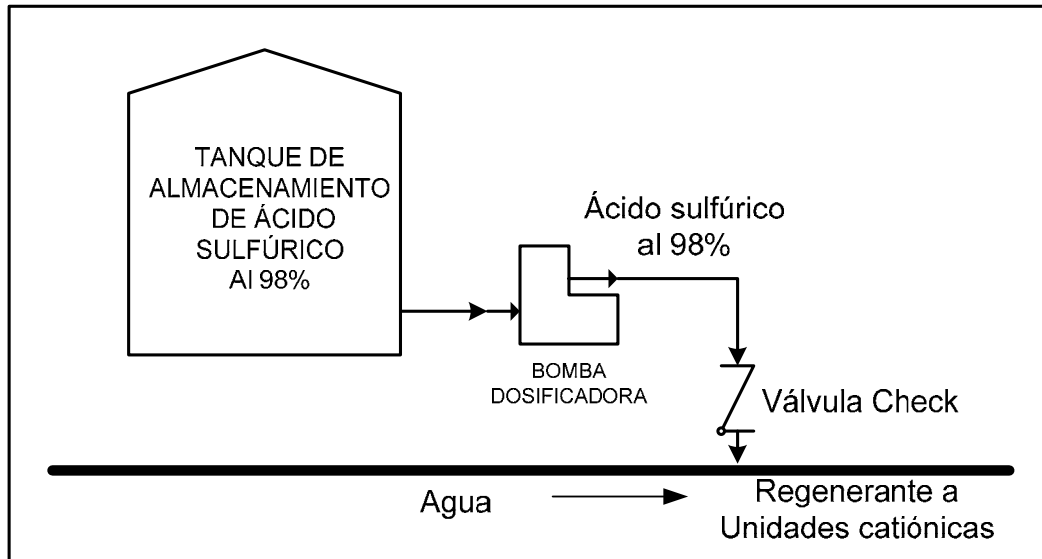 TANQUE DE
ALMACENAMIENTO
DE ÁCIDO
SULFÚRICO
Al 98%
Ácido sulfúrico
al 98%
BOMBA
DOSIFICADORA
Válvula Check
Agua
Regenerante a
Unidades catiónicas